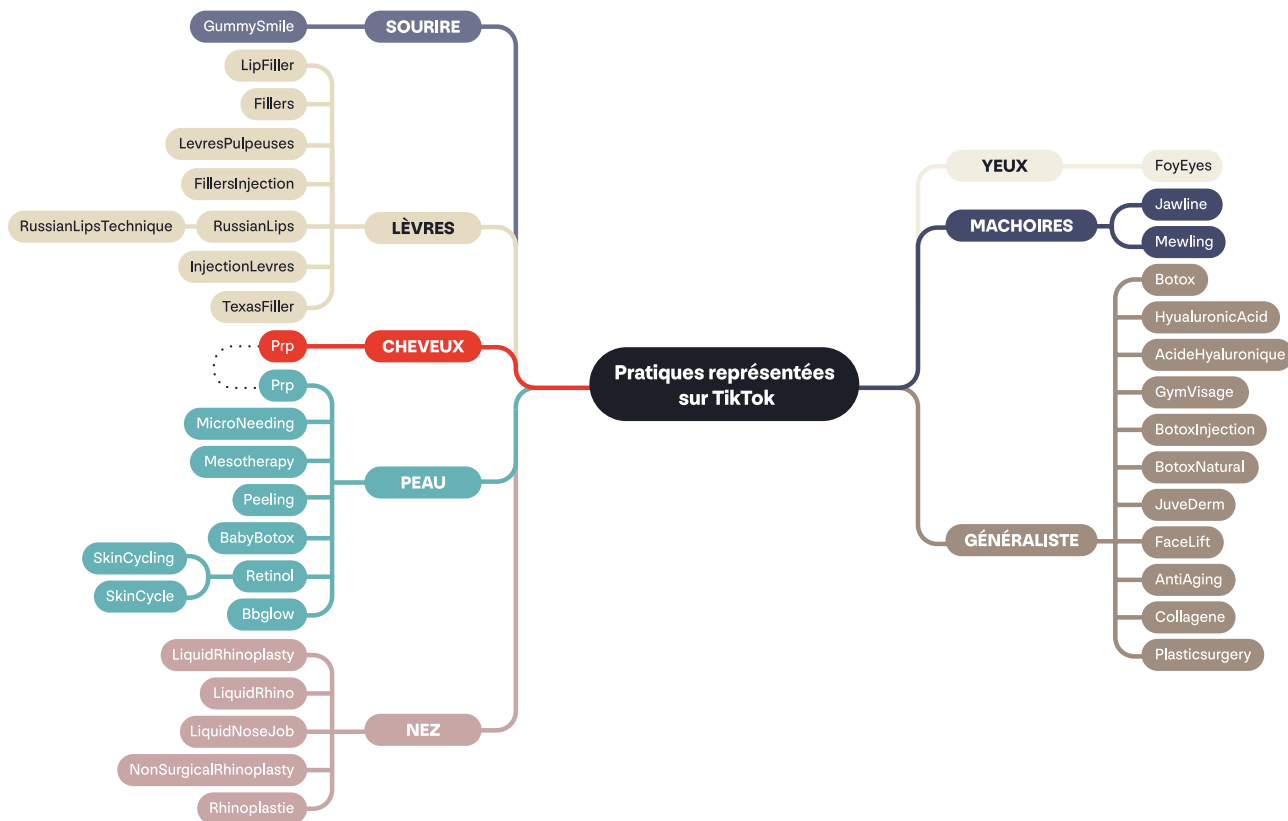 GummySmile
SOURIRE
LipFiller
Fillers
LevresPulpeuses
FillersInjection
RussianLipsTechnique
RussianLips
LÈVRES
InjectionLevres
TexasFiller
Prp
CHEVEUX
Prp
MicroNeeding
Mesotherapy
Peeling
PEAU
BabyBotox
SkinCycling
Retinol
SkinCycle
Bbglow
LiquidRhinoplasty
LiquidRhino
LiquidNoseJob
NEZ
NonSurgicalRhinoplasty
Rhinoplastie
Pratiques représentées
sur TikTok
YEUX
FoyEyes
MACHOIRES
Jawline
Mewling
GÉNÉRALISTE
Botox
HyualuronicAcid
AcideHyaluronique
GymVisage
BotoxInjection
BotoxNatural
JuveDerm
FaceLift
AntiAging
Collagene
Plasticsurgery